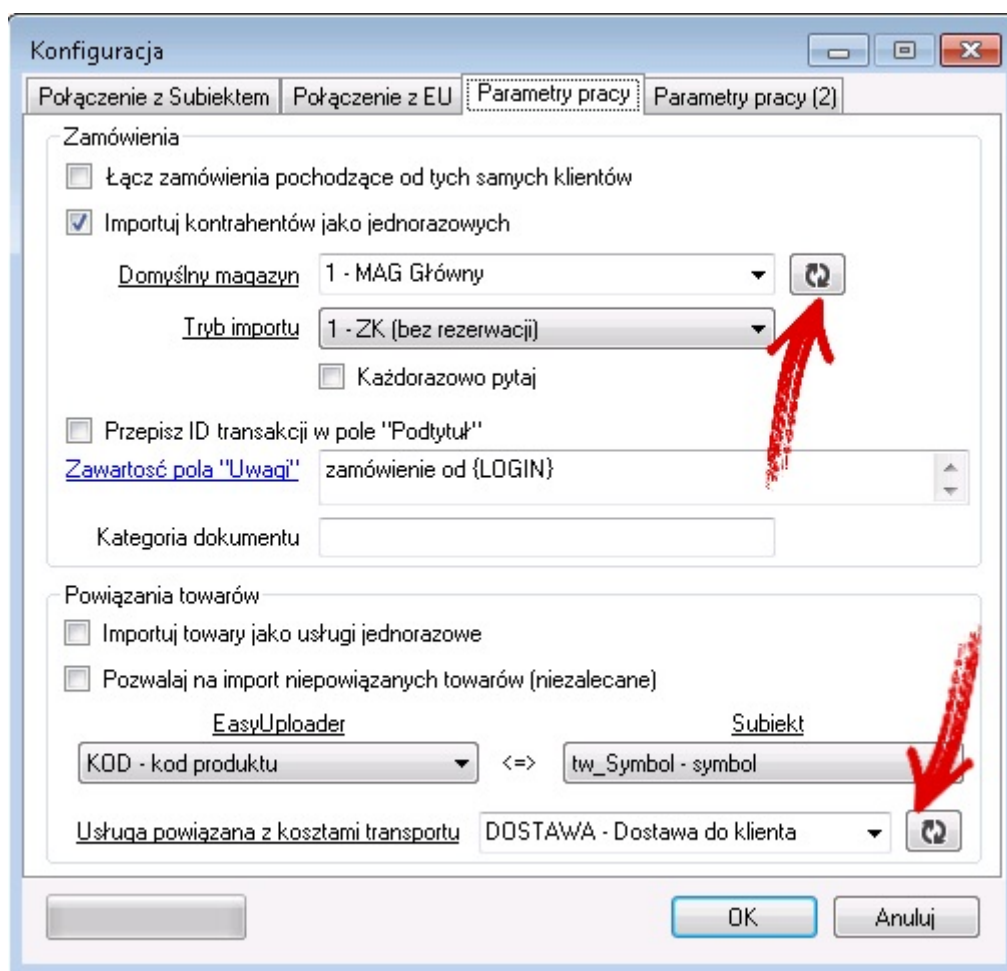 Konfiguracja
Połączenie z Subiektem Połączenie z EU Parametry pracy Parametry pracy (2)
Zamówienia
Łącz zamówienia pochodzące od tych samych klientów
Importuj kontrahentów jako jednorazowych
Domyślny magazyn 1 - MAG Główny
Tryb importu 1 - ZK (bez rezerwacji)
Każdorazowo pytaj
Przepisz ID transakcji w pole "Podtytuł"
Zawartość pola "Uwagi" zamówienie od {LOGIN}
Kategoria dokumentu
Powiązania towarów
Importuj towary jako usługi jednorazowe
Pozwalaj na import niepowiązanych towarów (niezalecane)
EasyUploader Subiekt
KOD - kod produktu <=> tw_Symbol - symbol
Usługa powiązana z kosztami transportu DOSTAWA - Dostawa do klienta
OK Anuluj